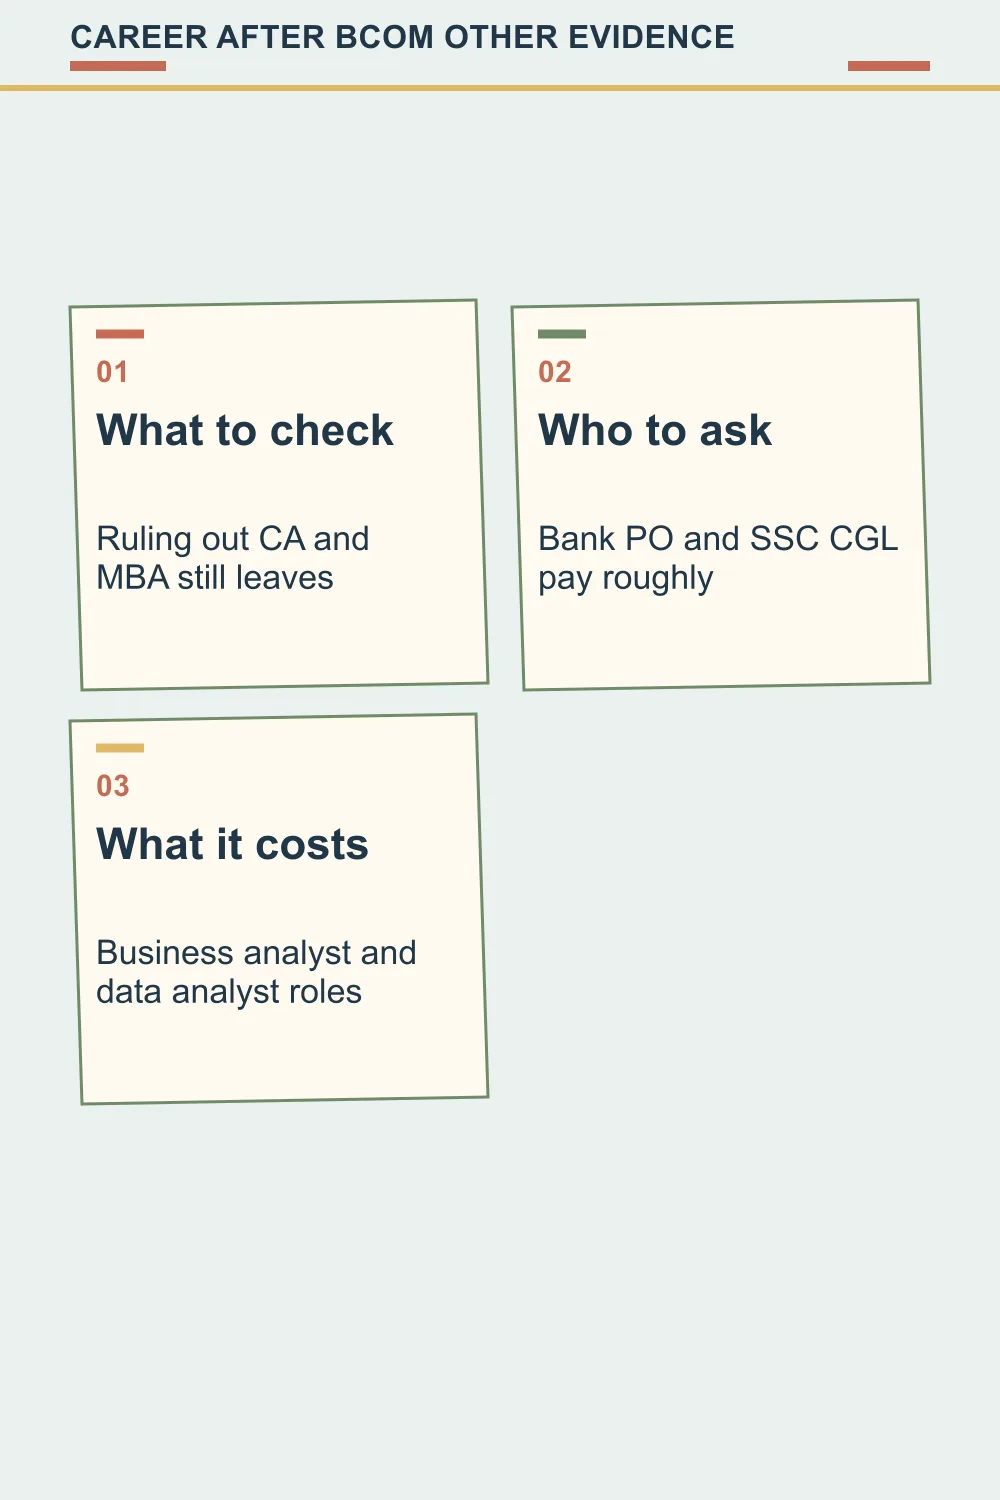 CAREER AFTER BCOM OTHER EVIDENCE
01
What to check
Ruling out CA and
MBA still leaves
02
Who to ask
Bank PO and SSC CGL
pay roughly
03
What it costs
Business analyst and
data analyst roles